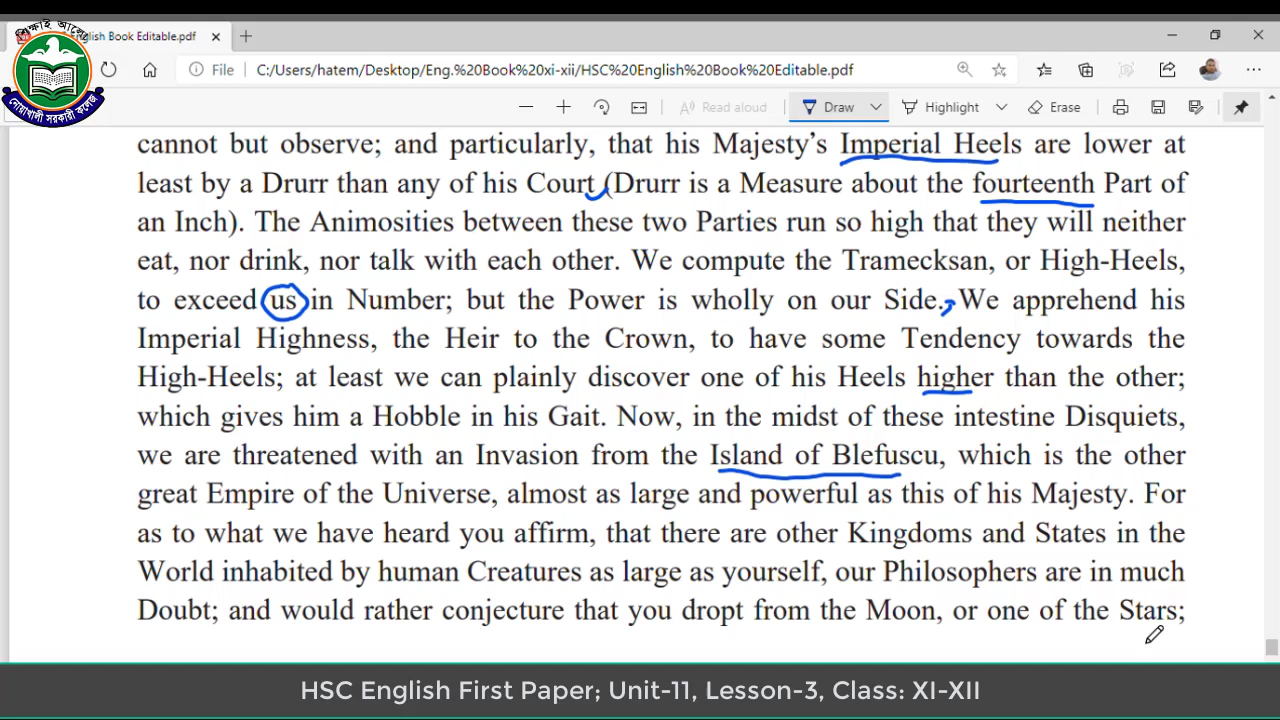 শিক্ষাই আলো
নোয়াখালী সরকারী কলেজ
English Book Editable.pdf
File
C:/Users/hatem/Desktop/Eng.%20Book%20xi-xii/HSC%20English%20Book%20Editable.pdf
Read aloud
Draw
Highlight
Erase
cannot but observe; and particularly, that his Majesty’s Imperial Heels are lower at
least by a Drurr than any of his Court (Drurr is a Measure about the fourteenth Part of
an Inch). The Animosities between these two Parties run so high that they will neither
eat, nor drink, nor talk with each other. We compute the Tramecksan, or High-Heels,
to exceed us in Number; but the Power is wholly on our Side. We apprehend his
Imperial Highness, the Heir to the Crown, to have some Tendency towards the
High-Heels; at least we can plainly discover one of his Heels higher than the other;
which gives him a Hobble in his Gait. Now, in the midst of these intestine Disquiets,
we are threatened with an Invasion from the Island of Blefuscu, which is the other
great Empire of the Universe, almost as large and powerful as this of his Majesty. For
as to what we have heard you affirm, that there are other Kingdoms and States in the
World inhabited by human Creatures as large as yourself, our Philosophers are in much
Doubt; and would rather conjecture that you dropt from the Moon, or one of the Stars;
HSC English First Paper; Unit-11, Lesson-3, Class: XI-XII